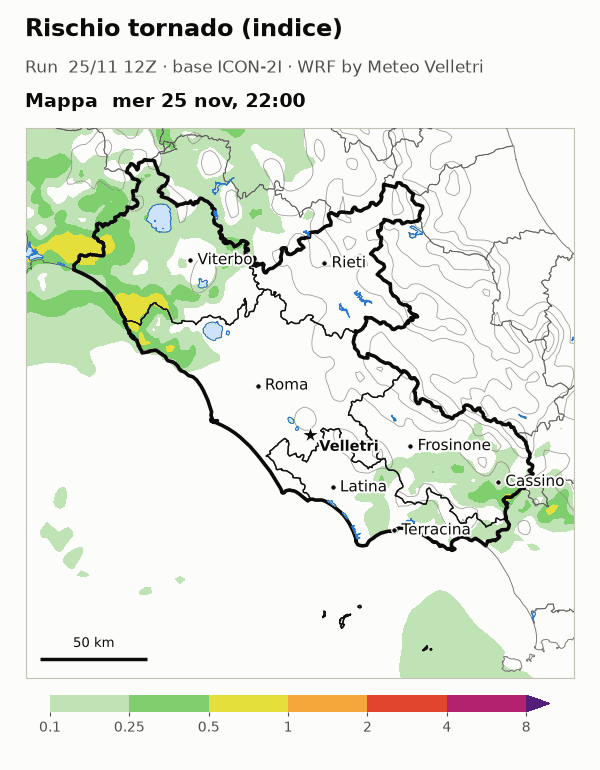 Rischio tornado (indice)
Run  25/11 12Z · base ICON-2I · WRF by Meteo Velletri
Mappa  mer 25 nov, 22:00
Viterbo
Rieti
Roma
Velletri
Frosinone
Latina
Cassino
Terracina
50 km
0.1 0.25 0.5 1 2 4 8